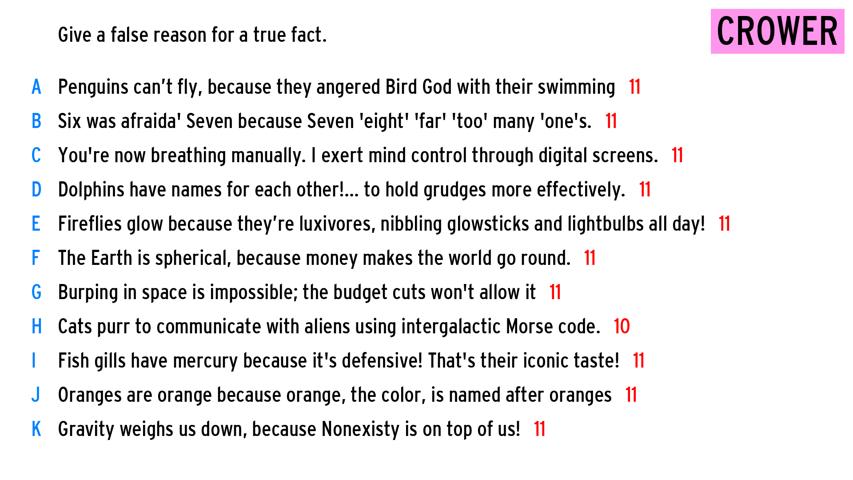 Give a false reason for a true fact.
CROWER
A Penguins can't fly, because they angered Bird God with their swimming 11
B Six was afraida' Seven because Seven 'eight' 'far' 'too' many 'one's. 11
C You're now breathing manually. I exert mind control through digital screens. 11
D Dolphins have names for each other!... to hold grudges more effectively. 11
E Fireflies glow because they're luxivores, nibbling glowsticks and lightbulbs all day! 11
F The Earth is spherical, because money makes the world go round. 11
G Burping in space is impossible; the budget cuts won't allow it 11
H Cats purr to communicate with aliens using intergalactic Morse code. 10
I Fish gills have mercury because it's defensive! That's their iconic taste! 11
J Oranges are orange because orange, the color, is named after oranges 11
K Gravity weighs us down, because Nonexisty is on top of us! 11